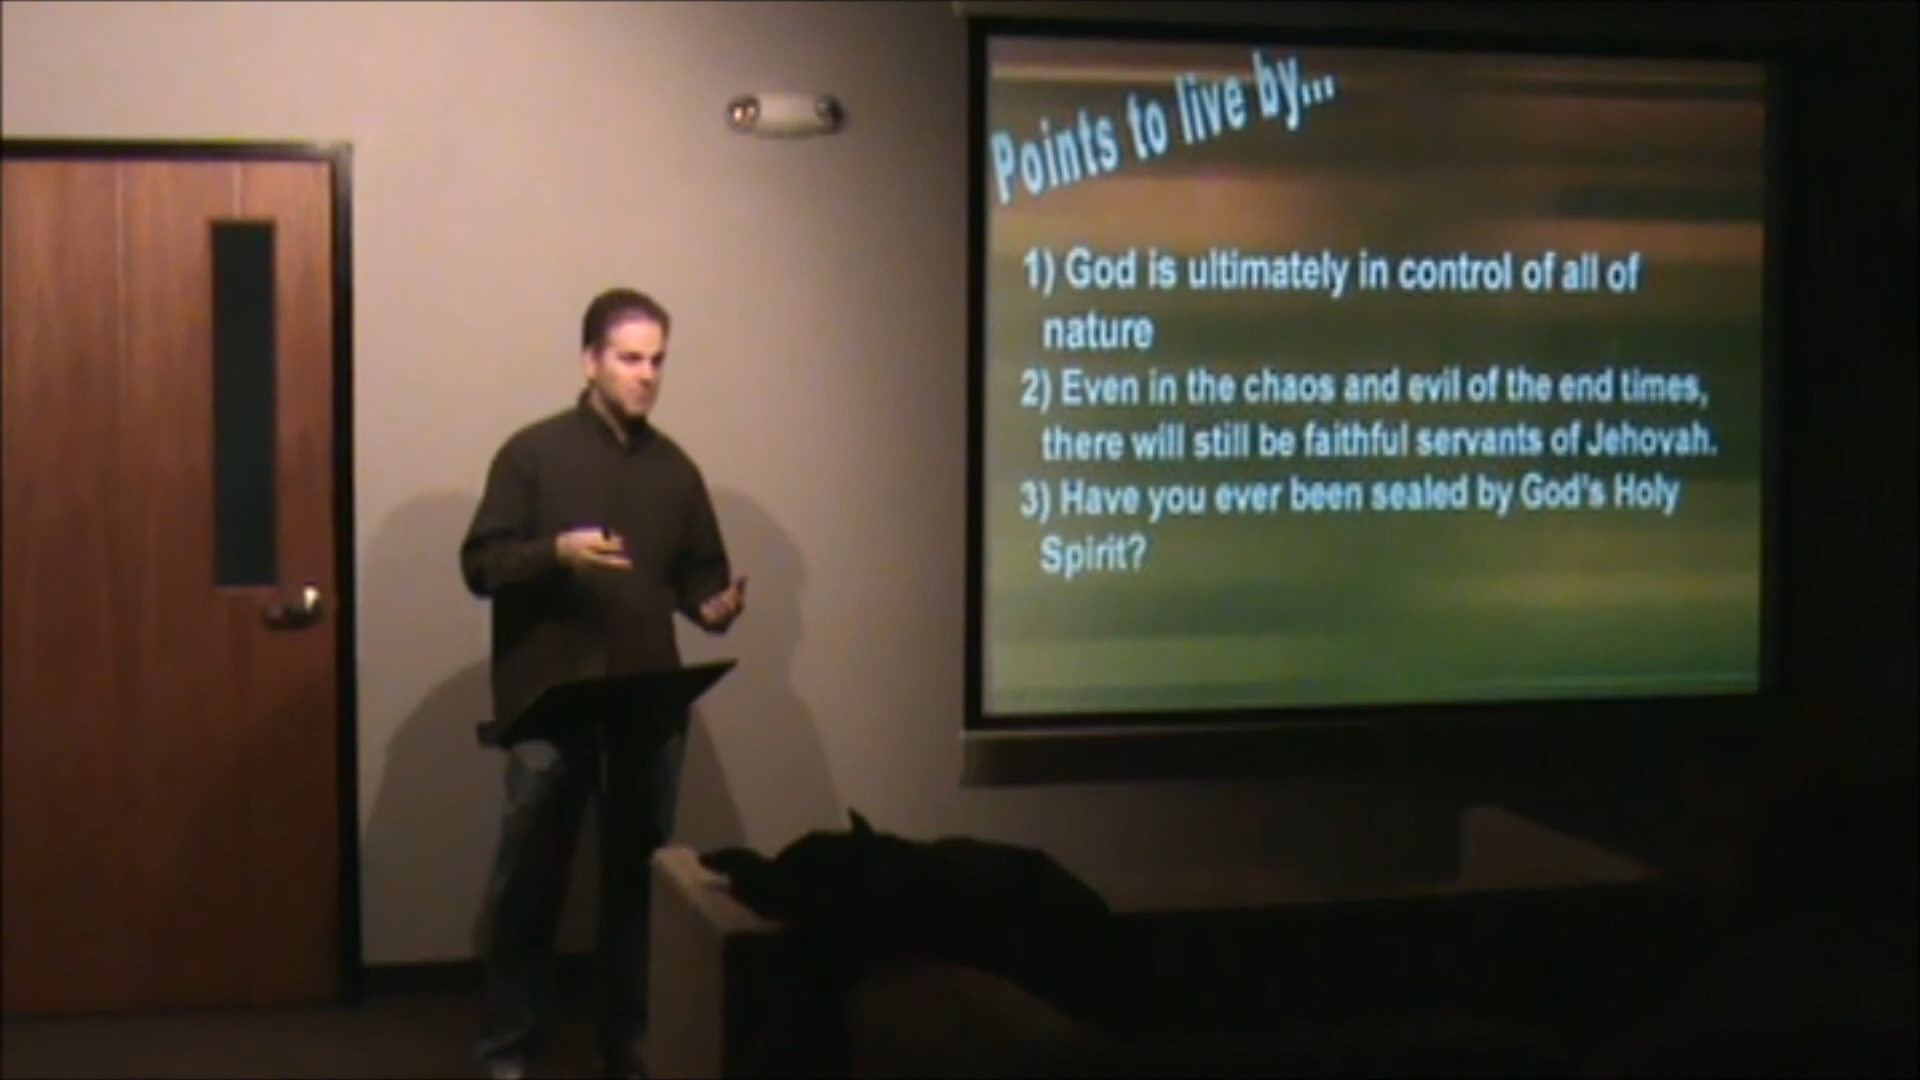 Points to live by...
1) God is ultimately in control of all of
nature
2) Even in the chaos and evil of the end times,
there will still be faithful servants of Jehovah.
3) Have you ever been sealed by God's Holy
Spirit?